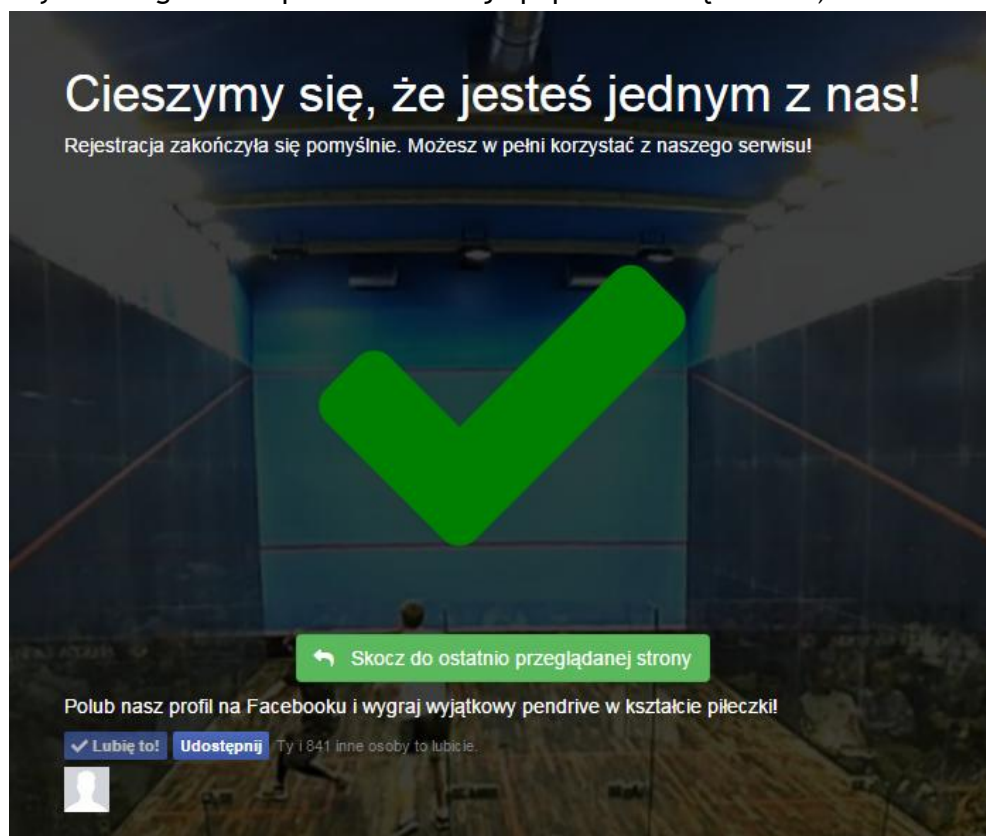 Cieszymy się, że jesteś jednym z nas!
Rejestracja zakończyła się pomyślnie. Możesz w pełni korzystać z naszego serwisu!
Skocz do ostatnio przeglądanej strony
Polub nasz profil na Facebooku i wygraj wyjątkowy pendrive w kształcie piłeczki!
Lubię to! Udostępnij Ty i 841 inne osoby to lubicie.